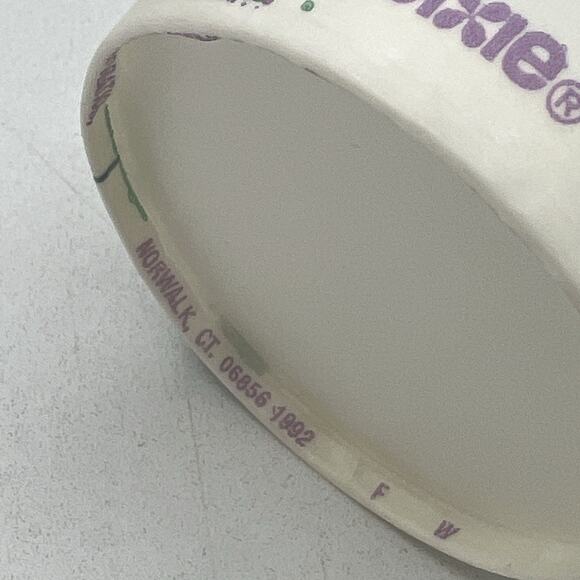 Dixie®
NORWALK, CT. 06856 1992
F W